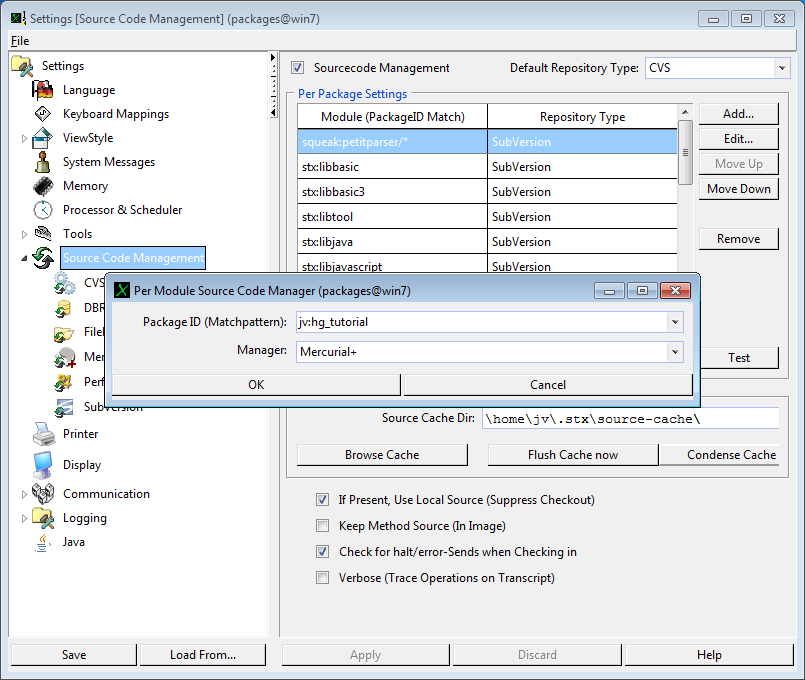 Settings [Source Code Management] (packages@win7)
File
Settings
Language
Keyboard Mappings
ViewStyle
System Messages
Memory
Processor & Scheduler
Tools
Source Code Management
CVS
DBR
Printer
Display
Communication
Logging
Java
Sourcecode Management
Default Repository Type: CVS
Per Package Settings
Module (PackageID Match) Repository Type
squeak:petitparser/* SubVersion
stx:libbasic SubVersion
stx:libbasic3 SubVersion
stx:libtool SubVersion
stx:libjava SubVersion
stx:libjavascript SubVersion
Add...
Edit...
Move Up
Move Down
Remove
Test
Per Module Source Code Manager (packages@win7)
Package ID (Matchpattern): jv:hg_tutorial
Manager: Mercurial+
OK Cancel
Source Cache Dir: \home\jv\.stx\source-cache\
Browse Cache Flush Cache now Condense Cache
If Present, Use Local Source (Suppress Checkout)
Keep Method Source (In Image)
Check for halt/error-Sends when Checking in
Verbose (Trace Operations on Transcript)
Save Load From... Apply Discard Help